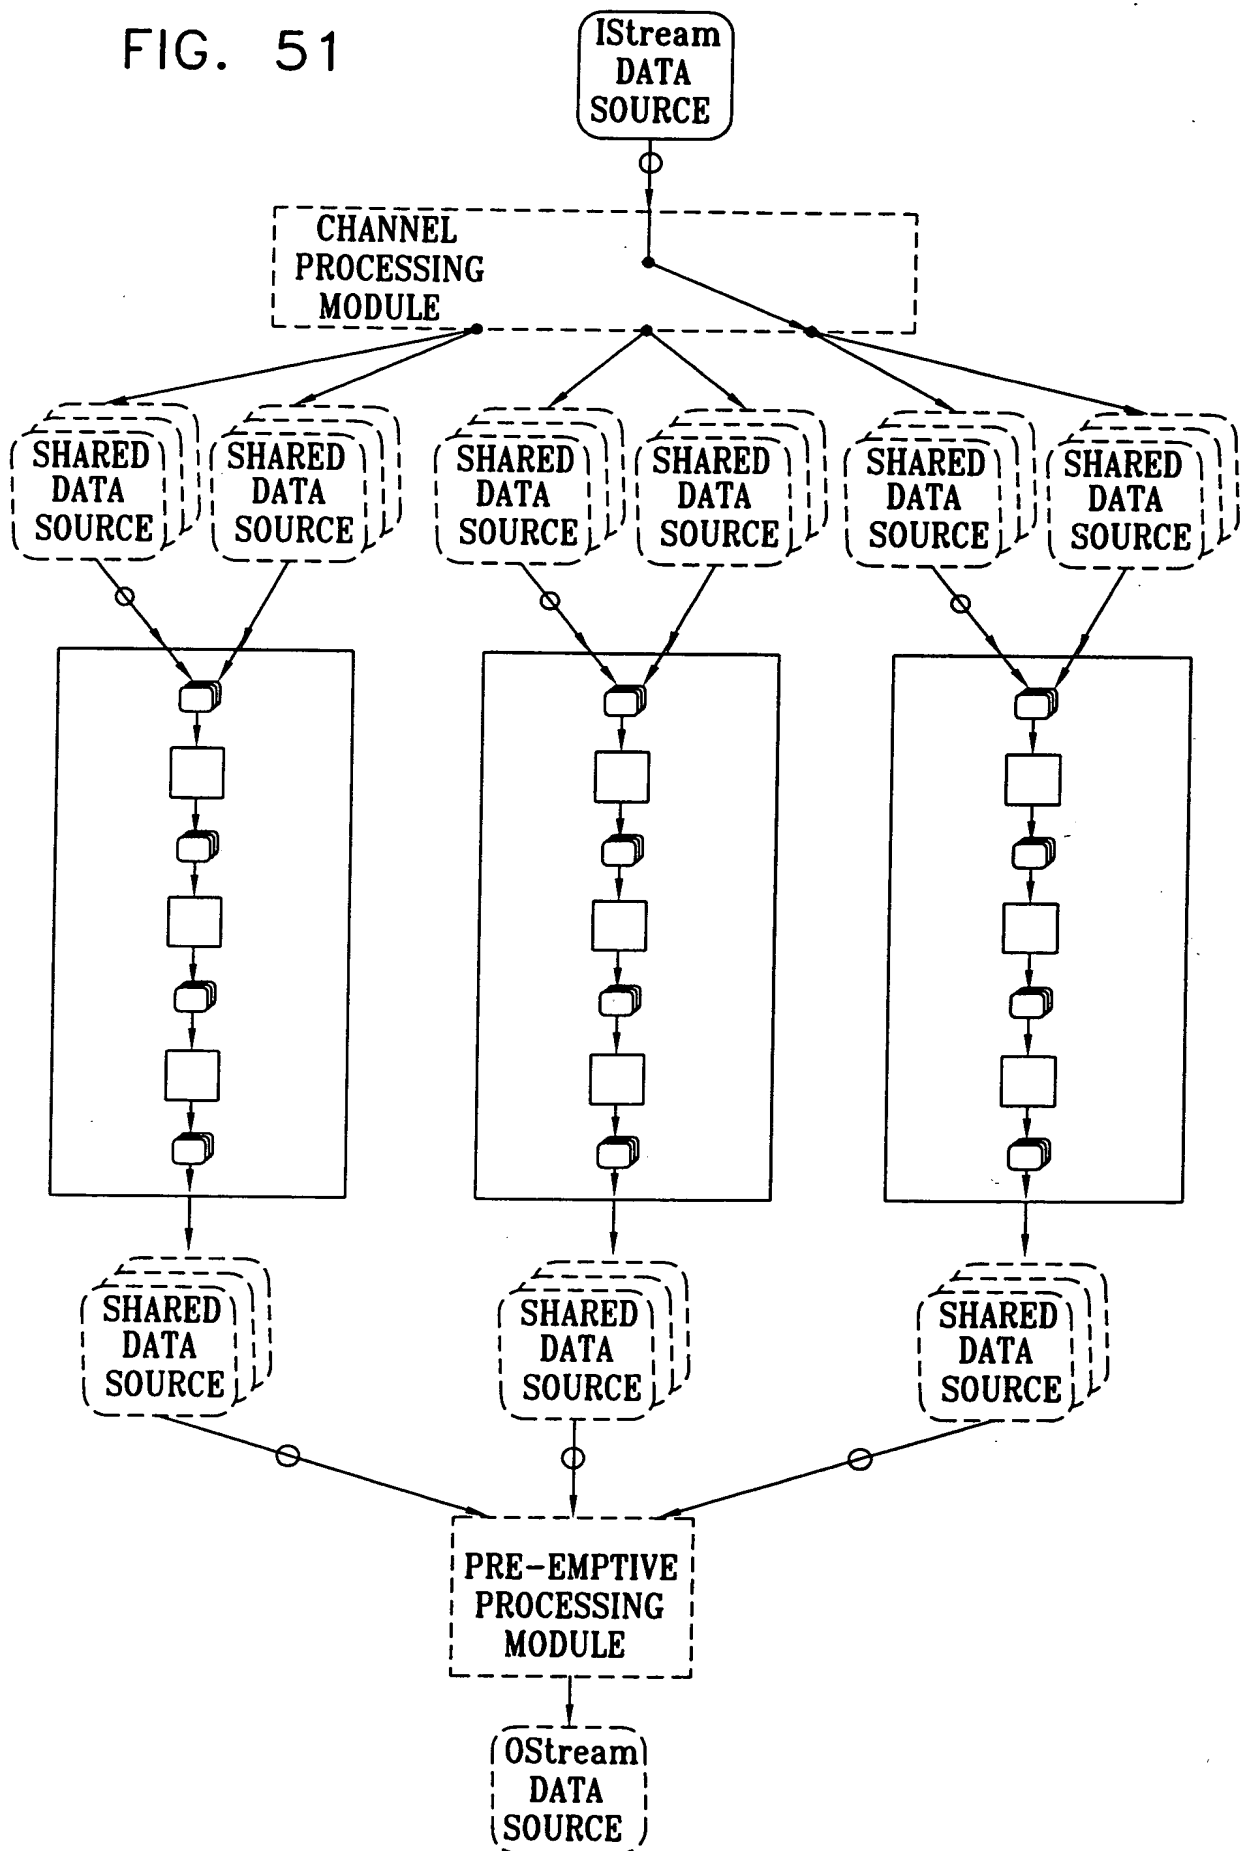 FIG. 51
IStream
DATA
SOURCE
CHANNEL
PROCESSING
MODULE
SHARED
DATA
SOURCE
SHARED
DATA
SOURCE
SHARED
DATA
SOURCE
SHARED
DATA
SOURCE
SHARED
DATA
SOURCE
SHARED
DATA
SOURCE
SHARED
DATA
SOURCE
SHARED
DATA
SOURCE
SHARED
DATA
SOURCE
PRE-EMPTIVE
PROCESSING
MODULE
OStream
DATA
SOURCE